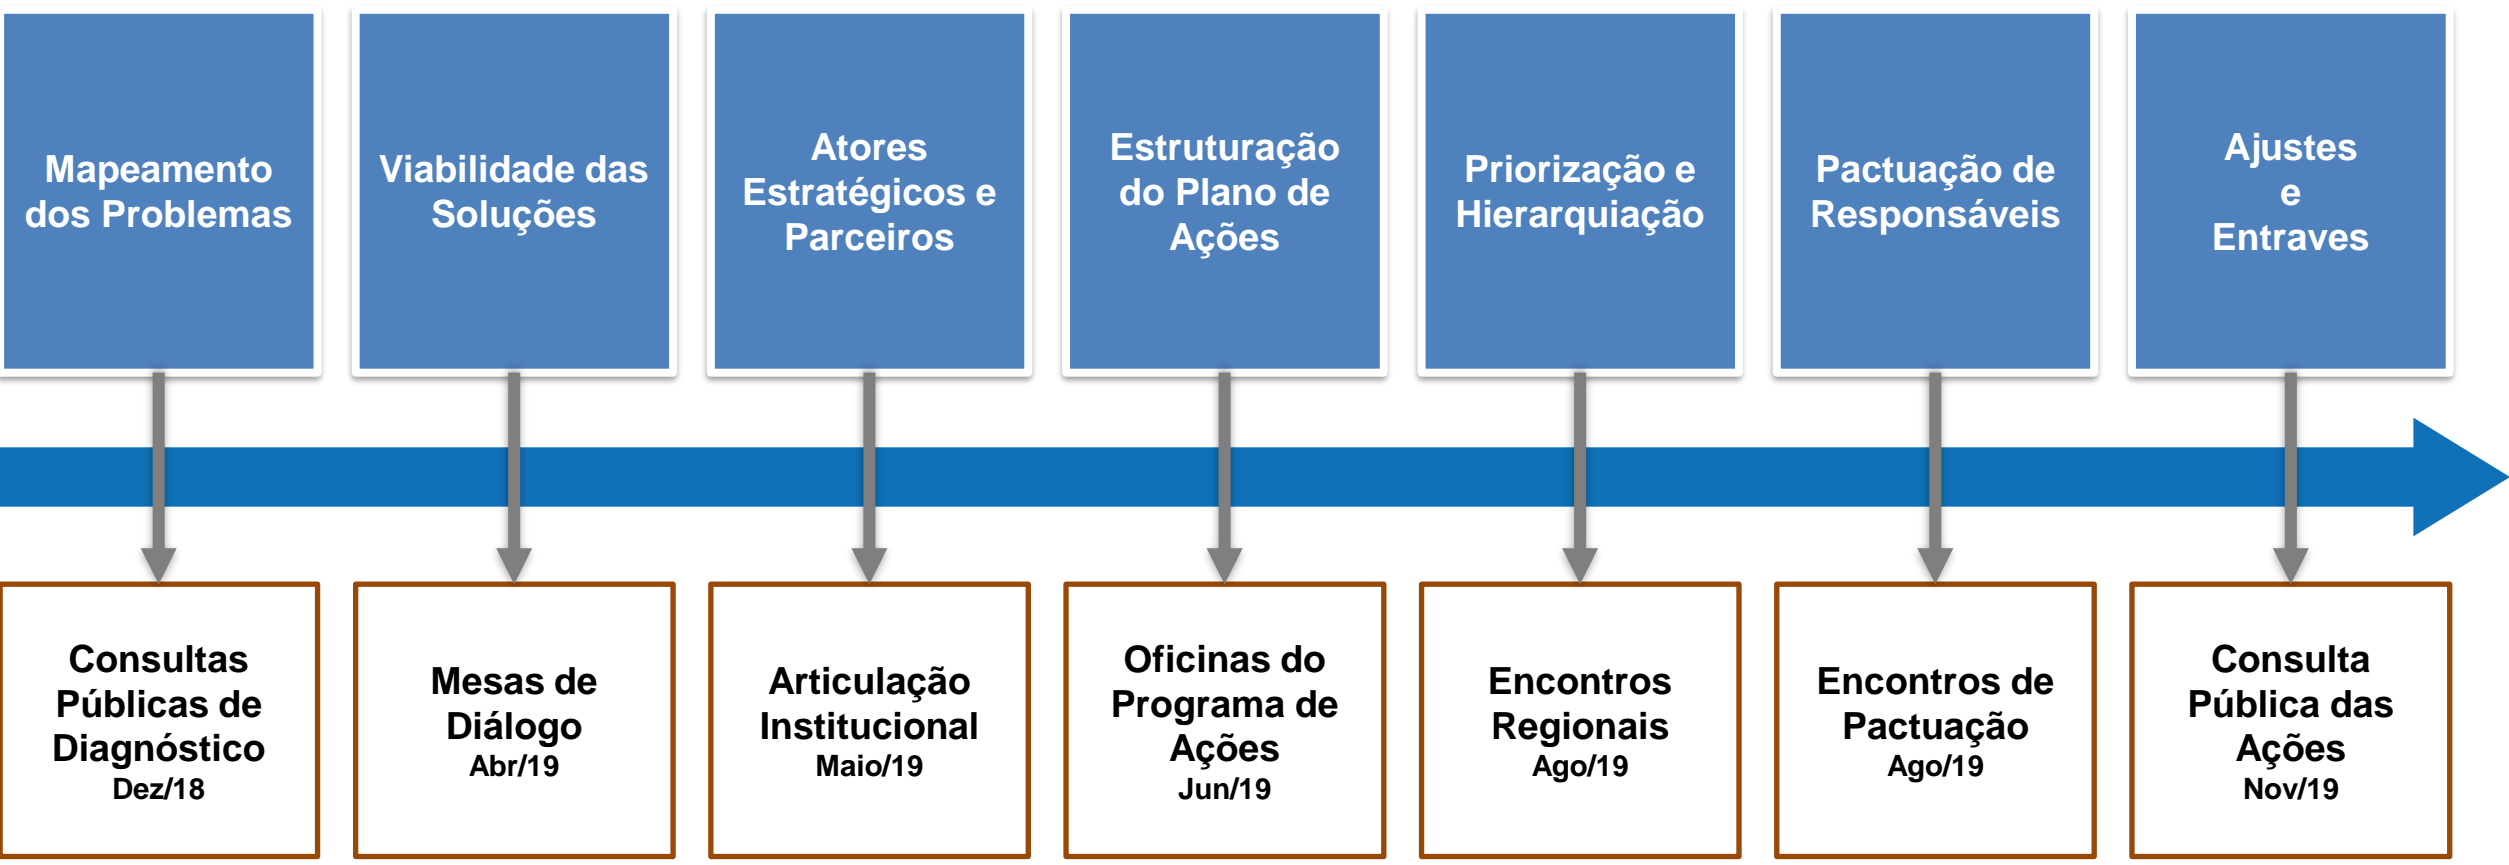 Mapeamento
dos Problemas
Viabilidade das
Soluções
Atores
Estratégicos e
Parceiros
Estruturação
do Plano de
Ações
Priorização e
Hierarquiação
Pactuação de
Responsáveis
Ajustes
e
Entraves
Consultas
Públicas de
Diagnóstico
Dez/18
Mesas de
Diálogo
Abr/19
Articulação
Institucional
Maio/19
Oficinas do
Programa de
Ações
Jun/19
Encontros
Regionais
Ago/19
Encontros de
Pactuação
Ago/19
Consulta
Pública das
Ações
Nov/19